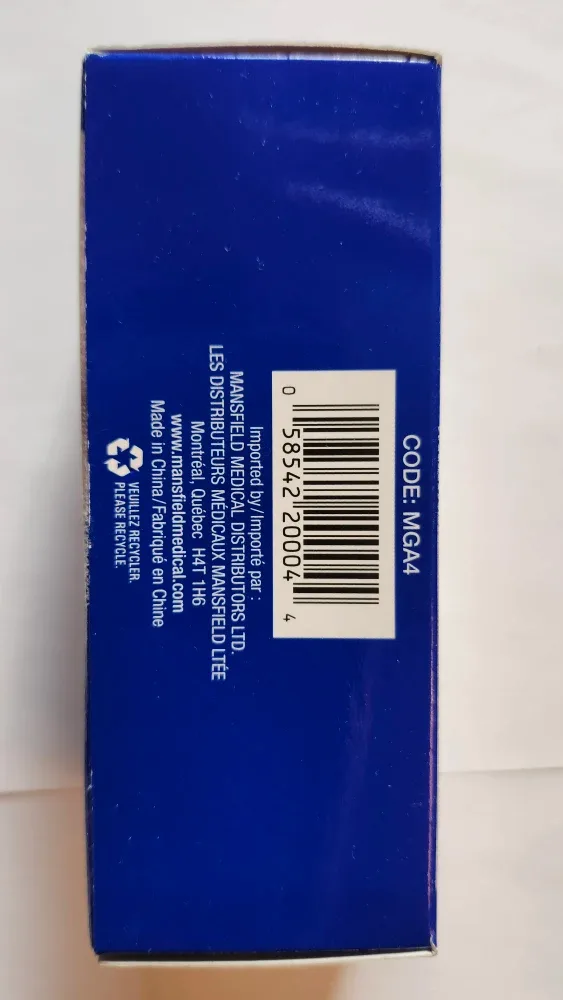 CODE: MGA4
0 58542 20004 4
Imported by/Importé par :
MANSFIELD MEDICAL DISTRIBUTORS LTD.
LES DISTRIBUTEURS MÉDICAUX MANSFIELD LTÉE
Montréal, Québec H4T 1H6
www.mansfieldmedical.com
Made in China/Fabriqué en Chine
VEUILLEZ RECYCLER.
PLEASE RECYCLE.